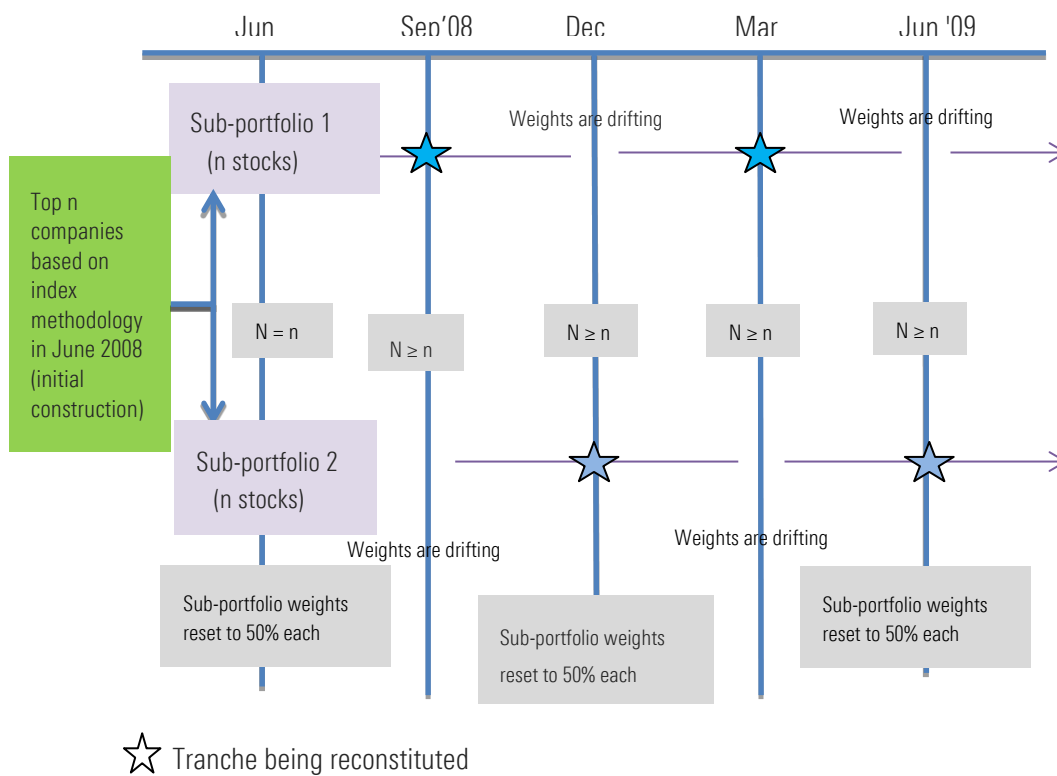 Jun
Sep'08
Dec
Mar
Jun '09
Sub-portfolio 1
(n stocks)
Weights are drifting
Weights are drifting
Top n
companies
based on
index
methodology
in June 2008
(initial
construction)
N = n
N ≥ n
N ≥ n
N ≥ n
N ≥ n
Sub-portfolio 2
(n stocks)
Weights are drifting
Weights are drifting
Sub-portfolio weights
reset to 50% each
Sub-portfolio weights
reset to 50% each
Sub-portfolio weights
reset to 50% each
Tranche being reconstituted